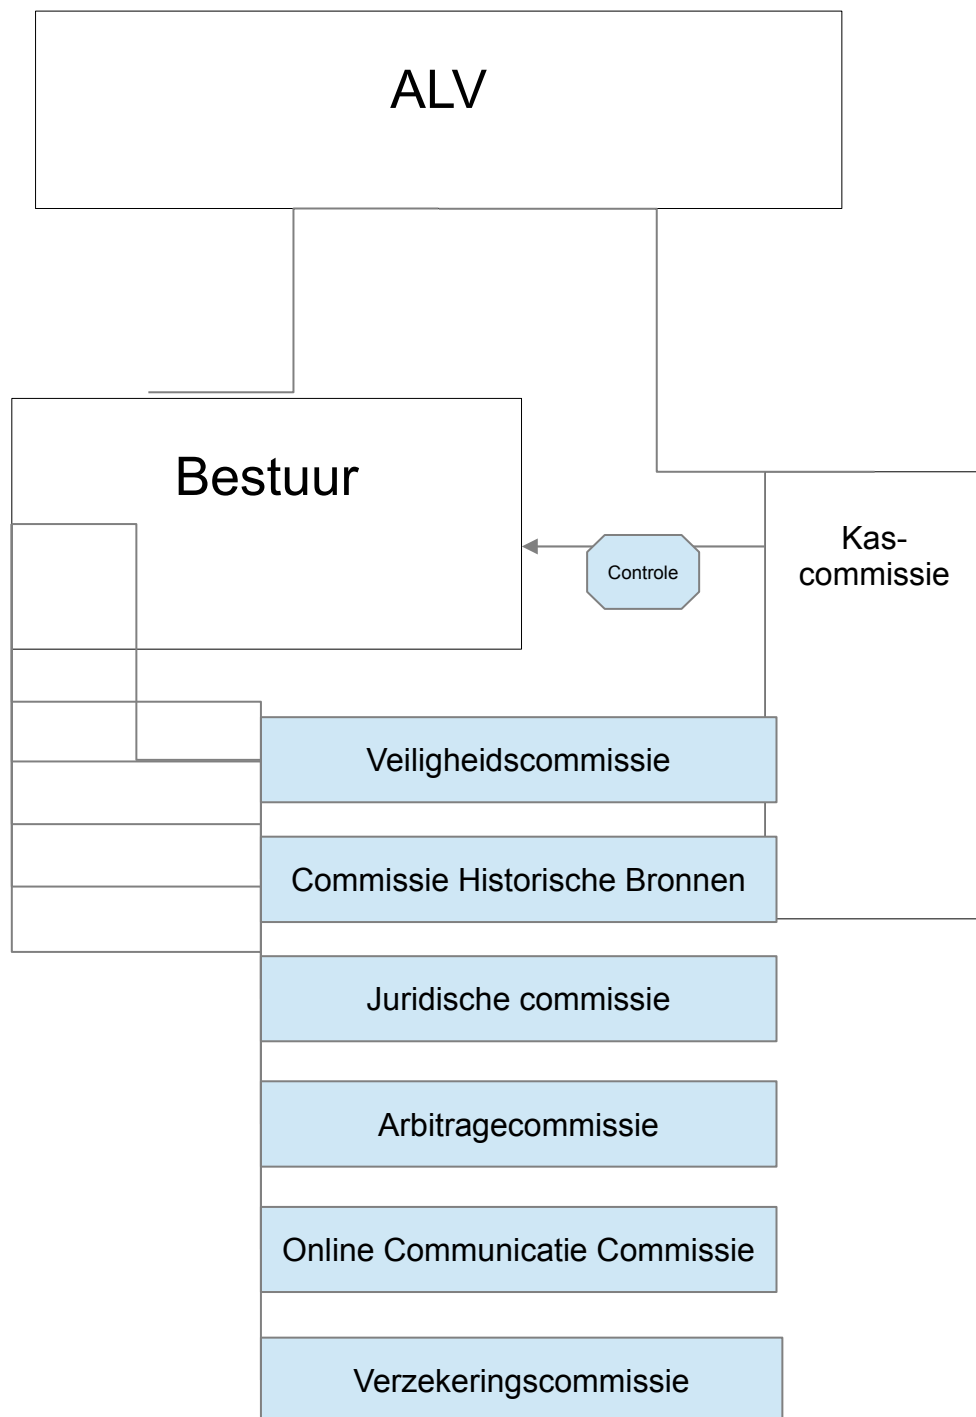 ALV
Bestuur
Kas-
commissie
Controle
Veiligheidscommissie
Commissie Historische Bronnen
Juridische commissie
Arbitragecommissie
Online Communicatie Commissie
Verzekeringscommissie